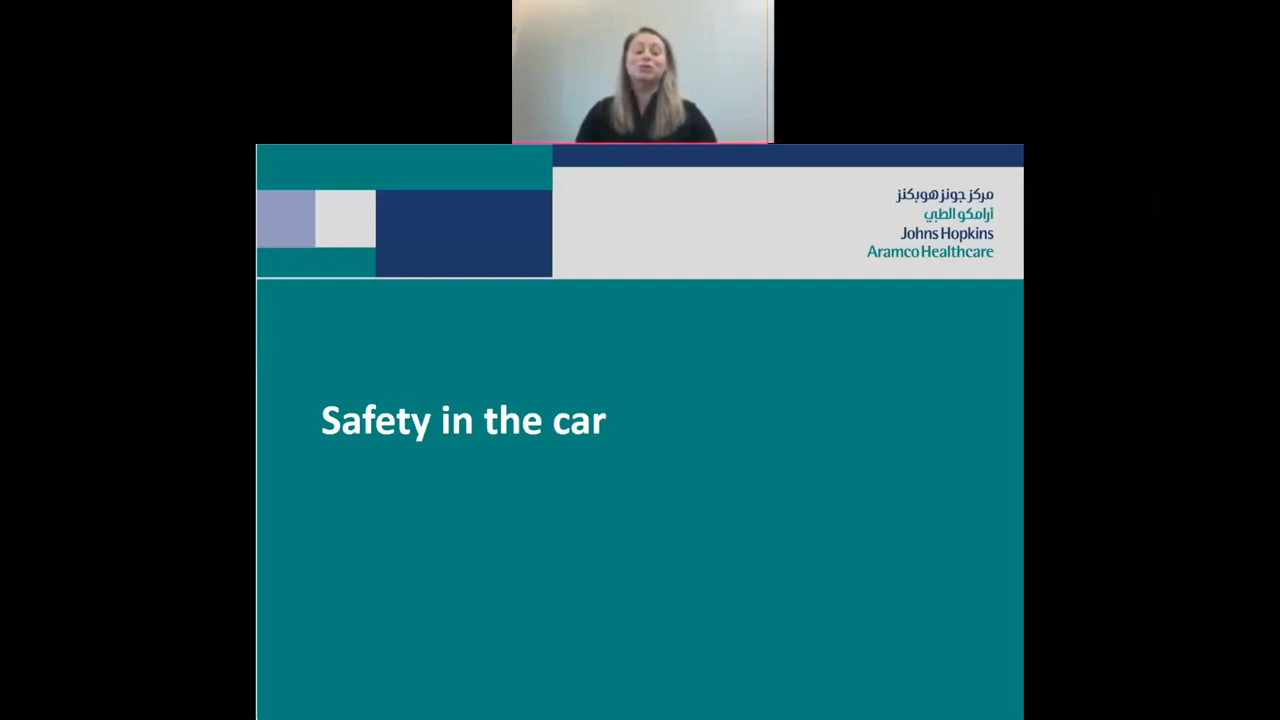 مركز جونز هوبكنز
أرامكو الطبي
Johns Hopkins
Aramco Healthcare
Safety in the car